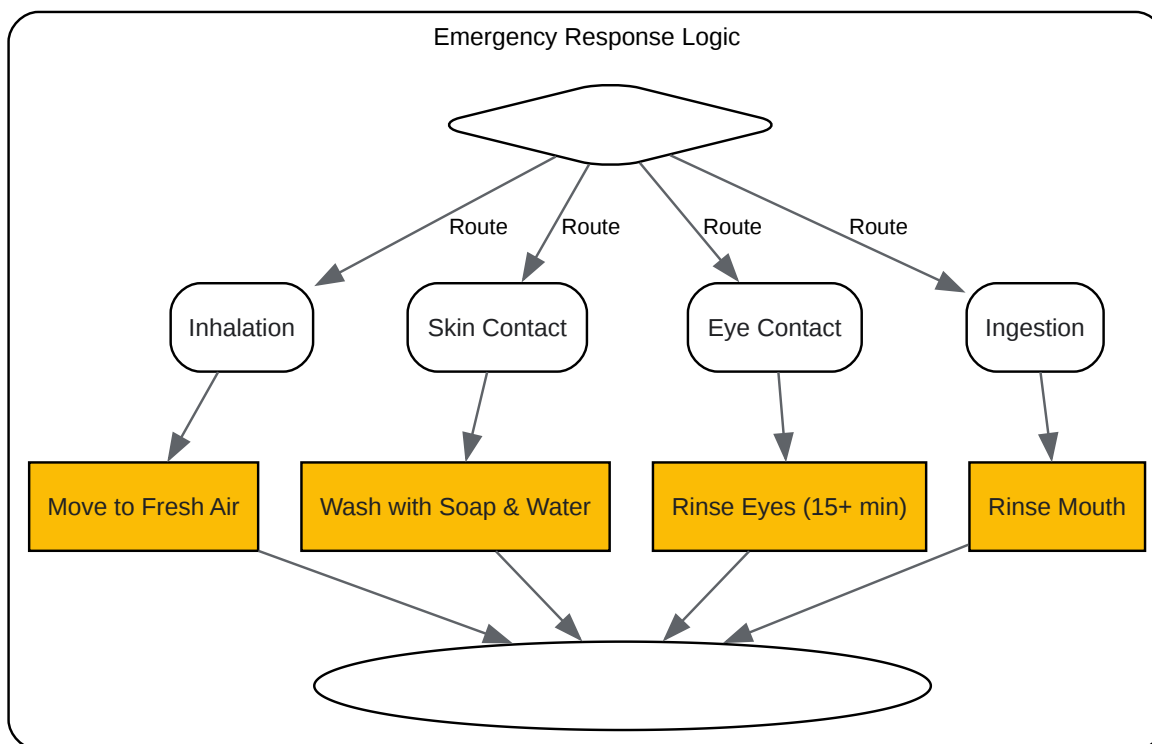 Emergency Response Logic
Route
Route
Route
Route
Inhalation
Skin Contact
Eye Contact
Ingestion
Move to Fresh Air
Wash with Soap & Water
Rinse Eyes (15+ min)
Rinse Mouth